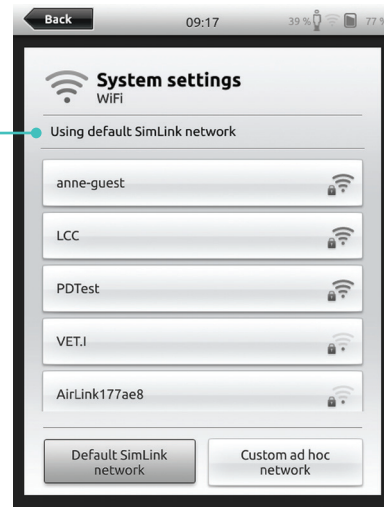 Back 09:17 39 % 77 %
System settings
WiFi
Using default SimLink network
anne-guest
LCC
PDTest
VET.I
AirLink177ae8
Default SimLink
network
Custom ad hoc
network